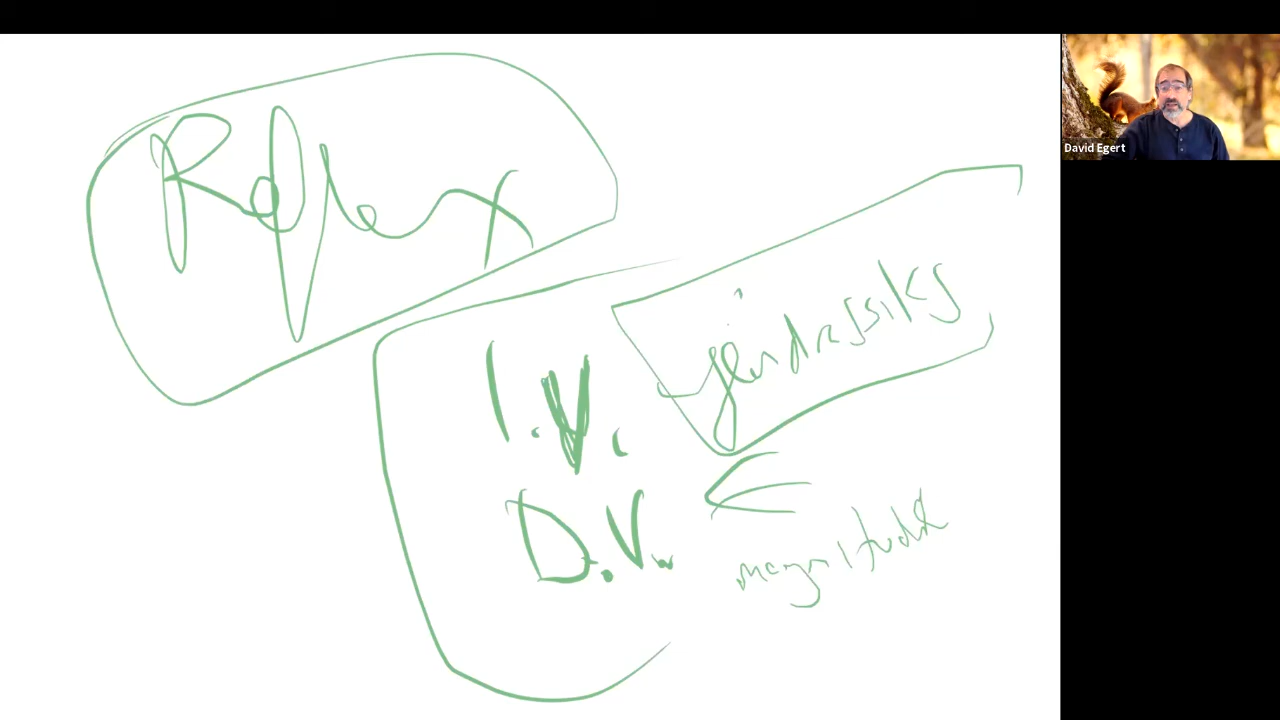 Reflex
David Egert
jendrassiks
I.V.
D.V.
magnitude